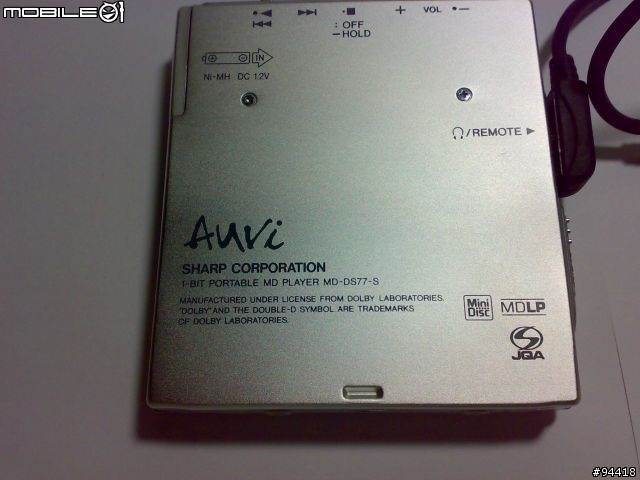 MOBILE01
+ VOL -
: OFF
–HOLD
IN
Ni-MH DC 1.2V
/REMOTE ▶
Auvi
SHARP CORPORATION
1-BIT PORTABLE MD PLAYER MD-DS77-S
MANUFACTURED UNDER LICENSE FROM DOLBY LABORATORIES.
"DOLBY" AND THE DOUBLE-D SYMBOL ARE TRADEMARKS
OF DOLBY LABORATORIES.
Mini Disc
MDLP
JQA
#94418